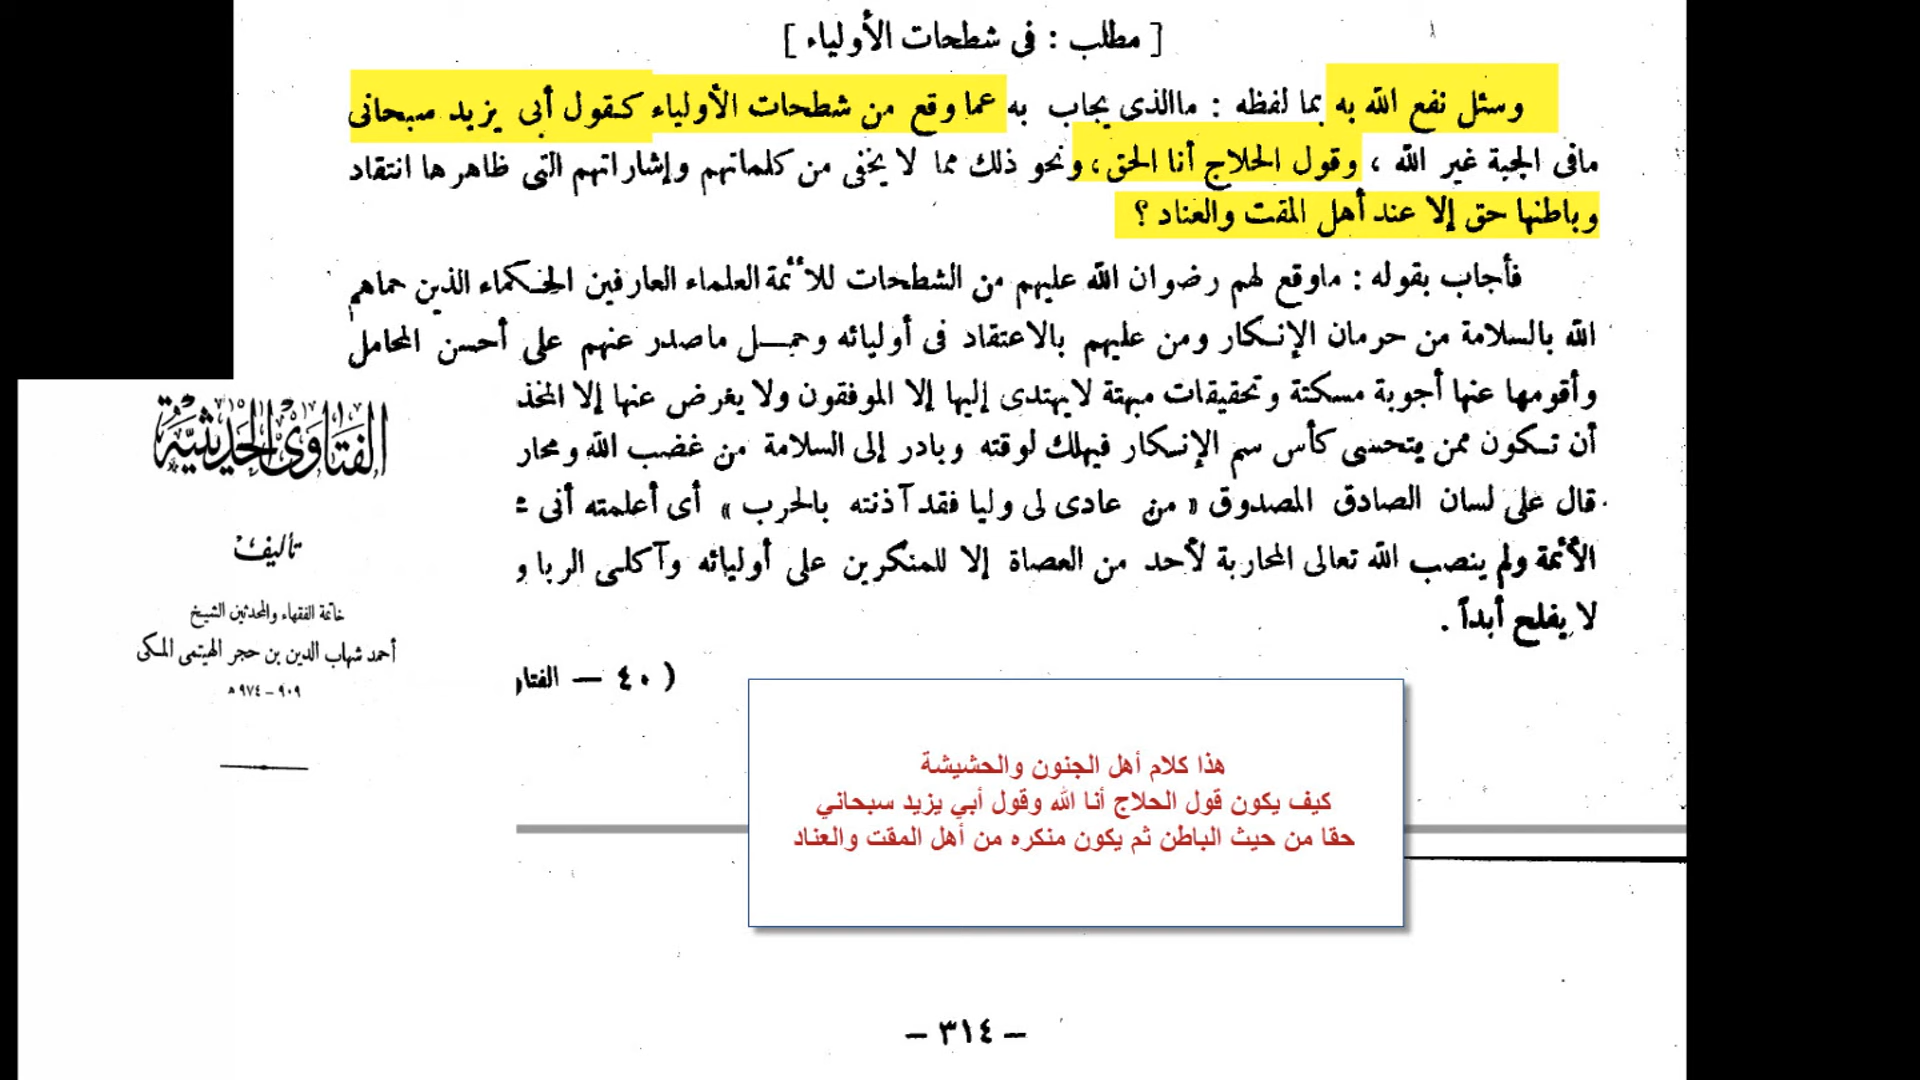 [ مطلب : فى شطحات الأولياء ]
وسئل نفع الله به بما لفظه : ماالذى يجاب به عما وقع من شطحات الأولياء كقول أبى يزيد سبحانى
مافى الجبة غير الله ، وقول الحلاج أنا الحق ، ونحو ذلك مما لا يخفى من كلماتهم وإشاراتهم التى ظاهرها انتقاد
وباطنها حق إلا عند أهل المقت والعناد ؟
فأجاب بقوله : ماوقع لهم رضوان الله عليهم من الشطحات للأئمة العلماء العارفين الحكماء الذين حماهم
الله بالسلامة من حرمان الإنكار ومن عليهم بالاعتقاد فى أوليائه وحمل ماصدر عنهم على أحسن المحامل
وأقومها عنها أجوبة مسكتة وتحقيقات مبهتة لايهتدى إليها إلا الموفقون ولا يغرض عنها إلا المخذ
أن تكون ممن يتحسى كأس سم الإنكار فيهلك لوقته وبادر إلى السلامة من غضب الله ومحار
قال على لسان الصادق المصدوق « من عادى لى وليا فقد آذنته بالحرب » أى أعلمته أنى
الأئمة ولم ينصب الله تعالى المحاربة لأحد من العصاة إلا للمنكرين على أوليائه وآكلى الربا و
لا يفلح أبداً .
( ٤٠ — الفتاو
الفتاوى الحديثية
تأليف
خاتمة الفقهاء والمحدثين الشيخ
أحمد شهاب الدين بن حجر الهيتمى المكى
٩٠٩ – ٩٧٤ ه
هذا كلام أهل الجنون والحشيشة
كيف يكون قول الحلاج أنا الله وقول أبي يزيد سبحاني
حقا من حيث الباطن ثم يكون منكره من أهل المقت والعناد
– ٣١٤ –